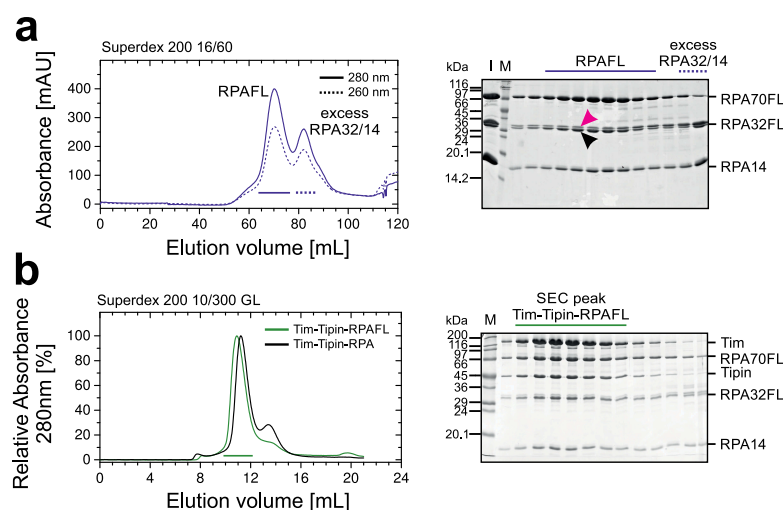 a
Superdex 200 16/60
Absorbance [mAU]
400
300
200
100
0
RPAFL
excess
RPA32/14
280 nm
260 nm
0 20 40 60 80 100 120
Elution volume [mL]
kDa I M RPAFL
excess
RPA32/14
116
97
66
45
36
29
24
20.1
14.2
RPA70FL
RPA32FL
RPA14
b
Superdex 200 10/300 GL
Relative Absorbance
280nm [%]
100
80
60
40
20
0
Tim-Tipin-RPAFL
Tim-Tipin-RPA
0 4 8 12 16 20 24
Elution volume [mL]
SEC peak
kDa M Tim-Tipin-RPAFL
200
116
97
66
45
36
29
24
20.1
Tim
RPA70FL
Tipin
RPA32FL
RPA14